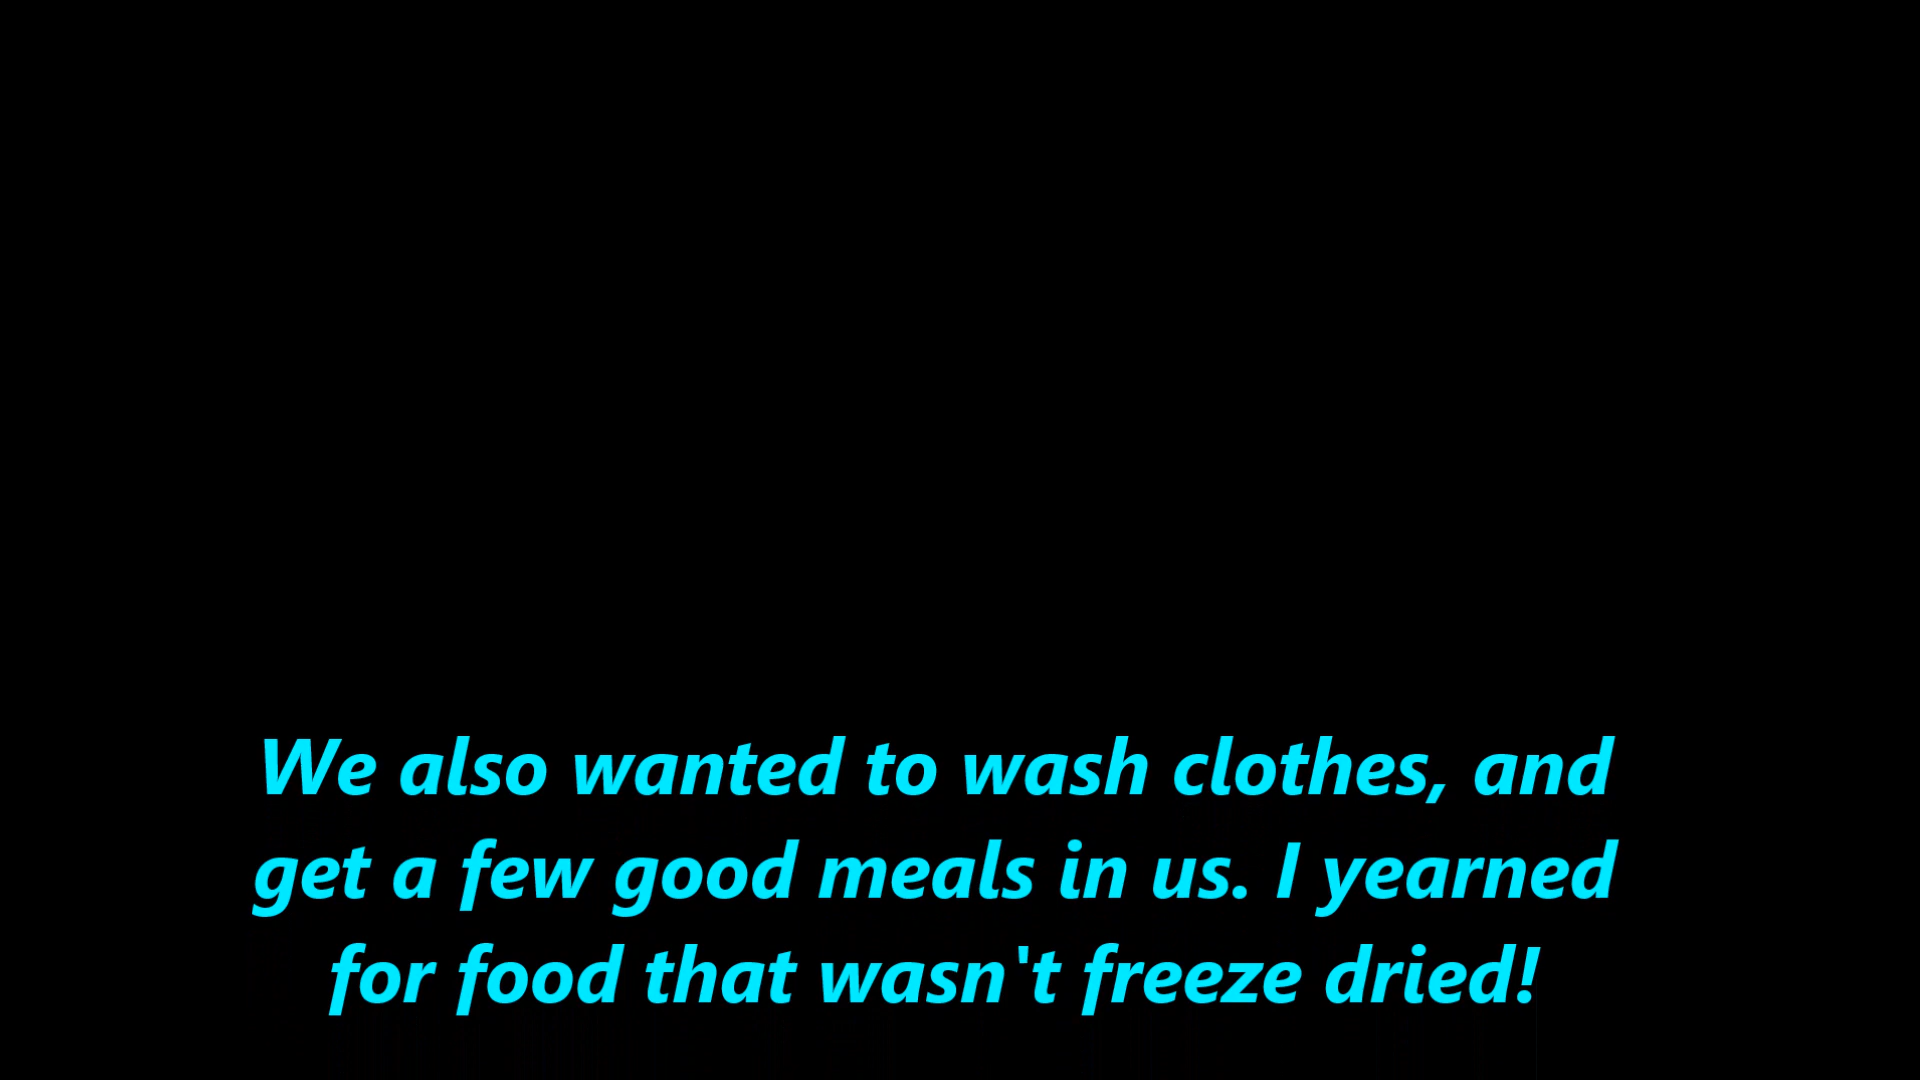 We also wanted to wash clothes, and
get a few good meals in us. I yearned
for food that wasn't freeze dried!